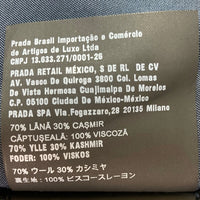 Prada Brasil Importação e Comércio
de Artigos de Luxo Ltda
CNPJ 13.633.271/0001-26
PRADA RETAIL MÉXICO, S DE RL DE CV
AV. Vasco De Quiroga 3800 Col. Lomas
De Vista Hermosa Cuajimalpa De Morelos
C.P. 05100 Ciudad De México-México
PRADA SPA Via.Fogazzaro,28 20135 Milano
70% LÂNĂ 30% CAȘMIR
CĂPTUȘEALĂ: 100% VISCOZĂ
70% YLLE 30% KASHMIR
FODER: 100% VISKOS
70% ウール 30% カシミヤ
裏生地: 100% ビスコースレーヨン